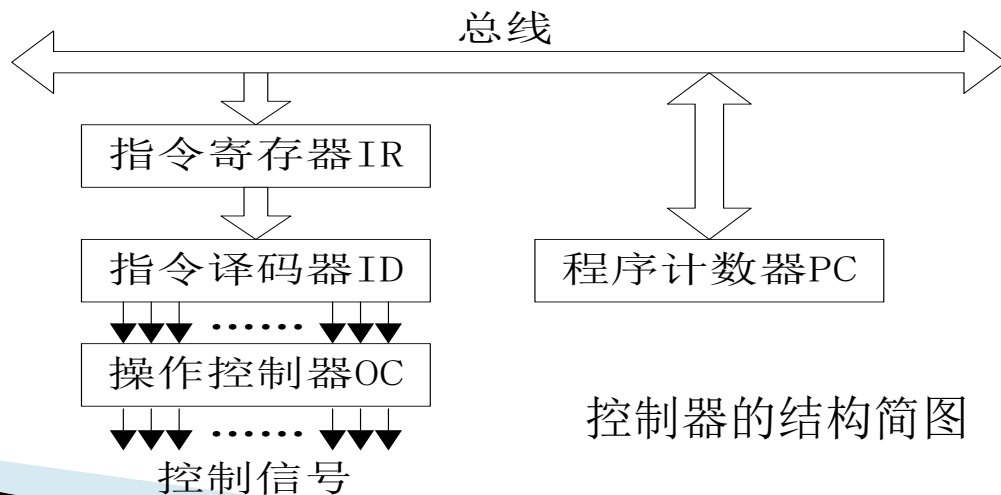 总线
指令寄存器IR
指令译码器ID
程序计数器PC
操作控制器OC
控制器的结构简图
控制信号